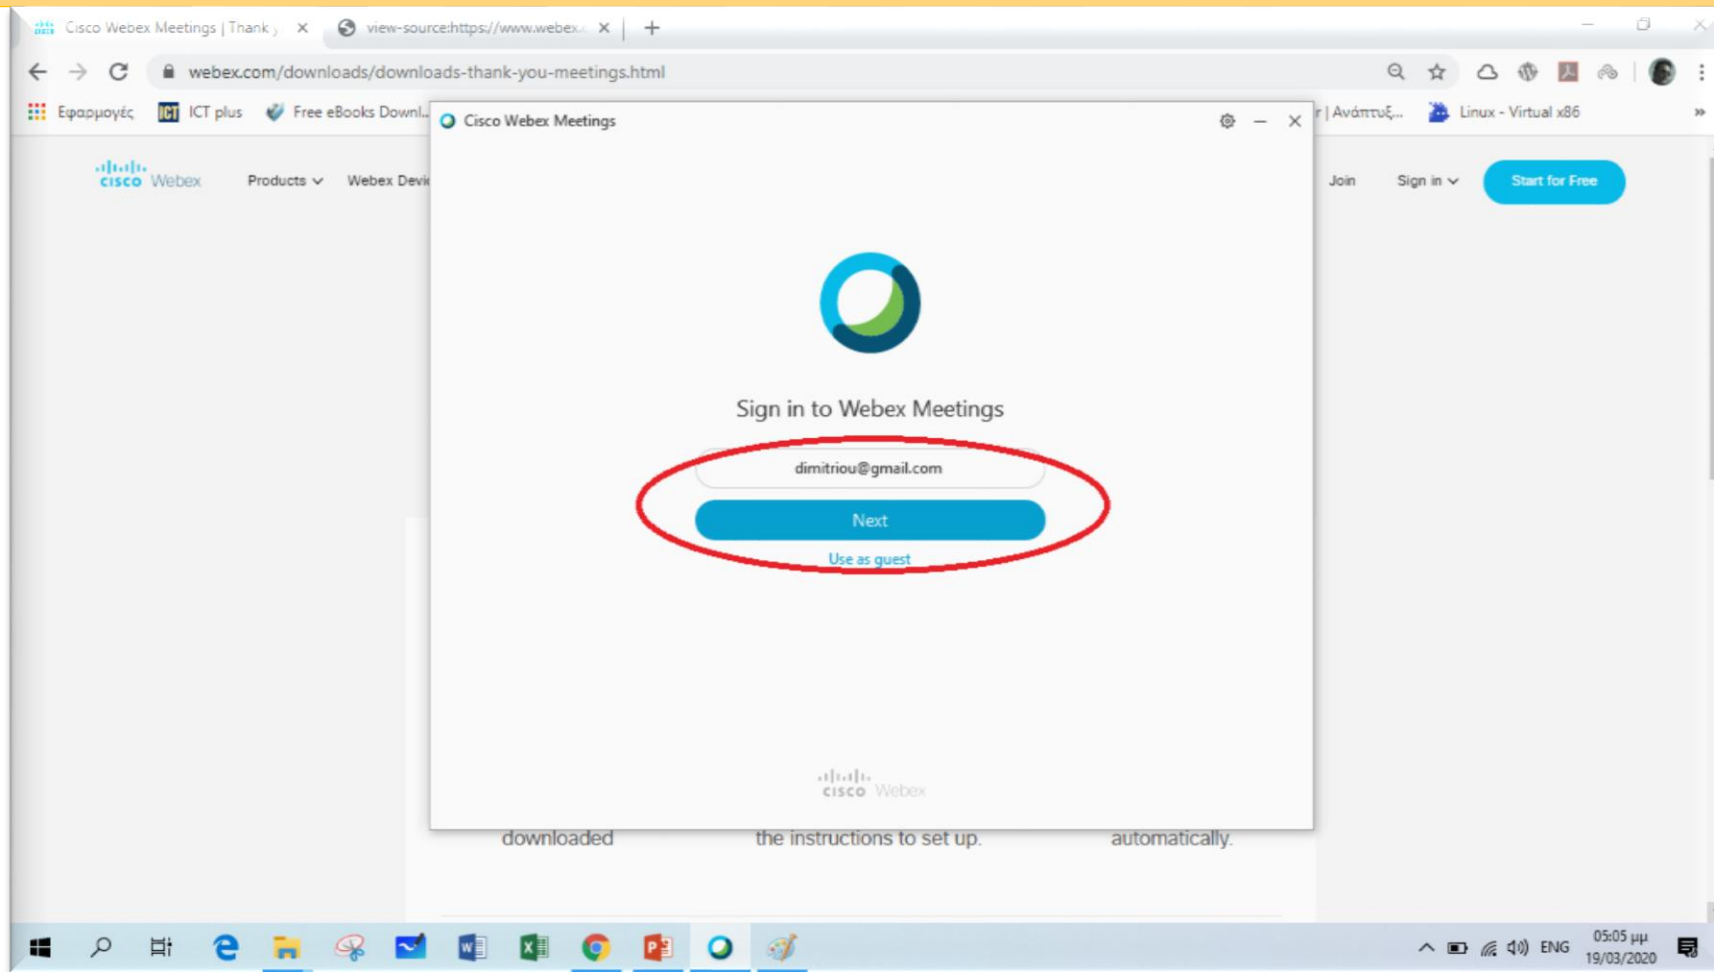 Cisco Webex Meetings | Thank
view-source:https://www.webex.
webex.com/downloads/downloads-thank-you-meetings.html
Εφαρμογές
ICT plus
Free eBooks Downl...
r | Ανάπτυξ...
Linux - Virtual x86
Cisco Webex Meetings
CISCO Webex
Products
Webex Devi
Join
Sign in
Start for Free
Sign in to Webex Meetings
dimitriou@gmail.com
Next
Use as guest
CISCO Webex
downloaded
the instructions to set up.
automatically.
ENG
05:05 μμ
19/03/2020